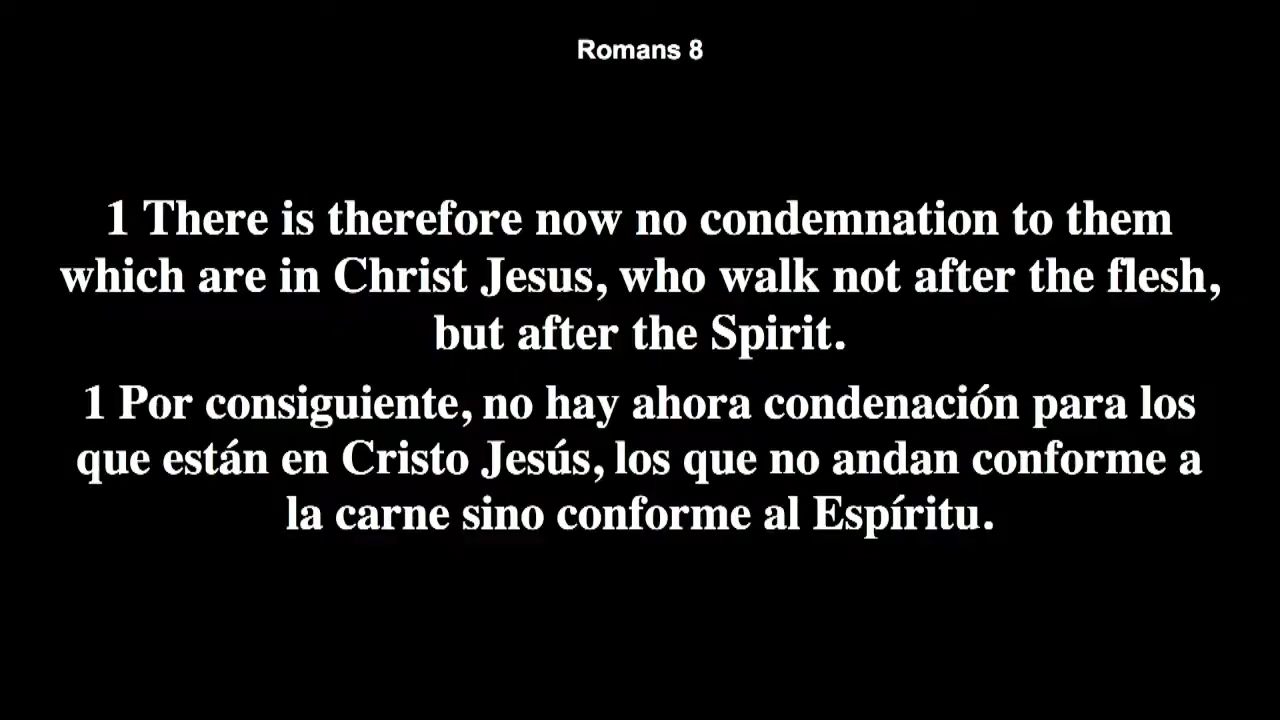 Romans 8
1 There is therefore now no condemnation to them
which are in Christ Jesus, who walk not after the flesh,
but after the Spirit.
1 Por consiguiente, no hay ahora condenación para los
que están en Cristo Jesús, los que no andan conforme a
la carne sino conforme al Espíritu.